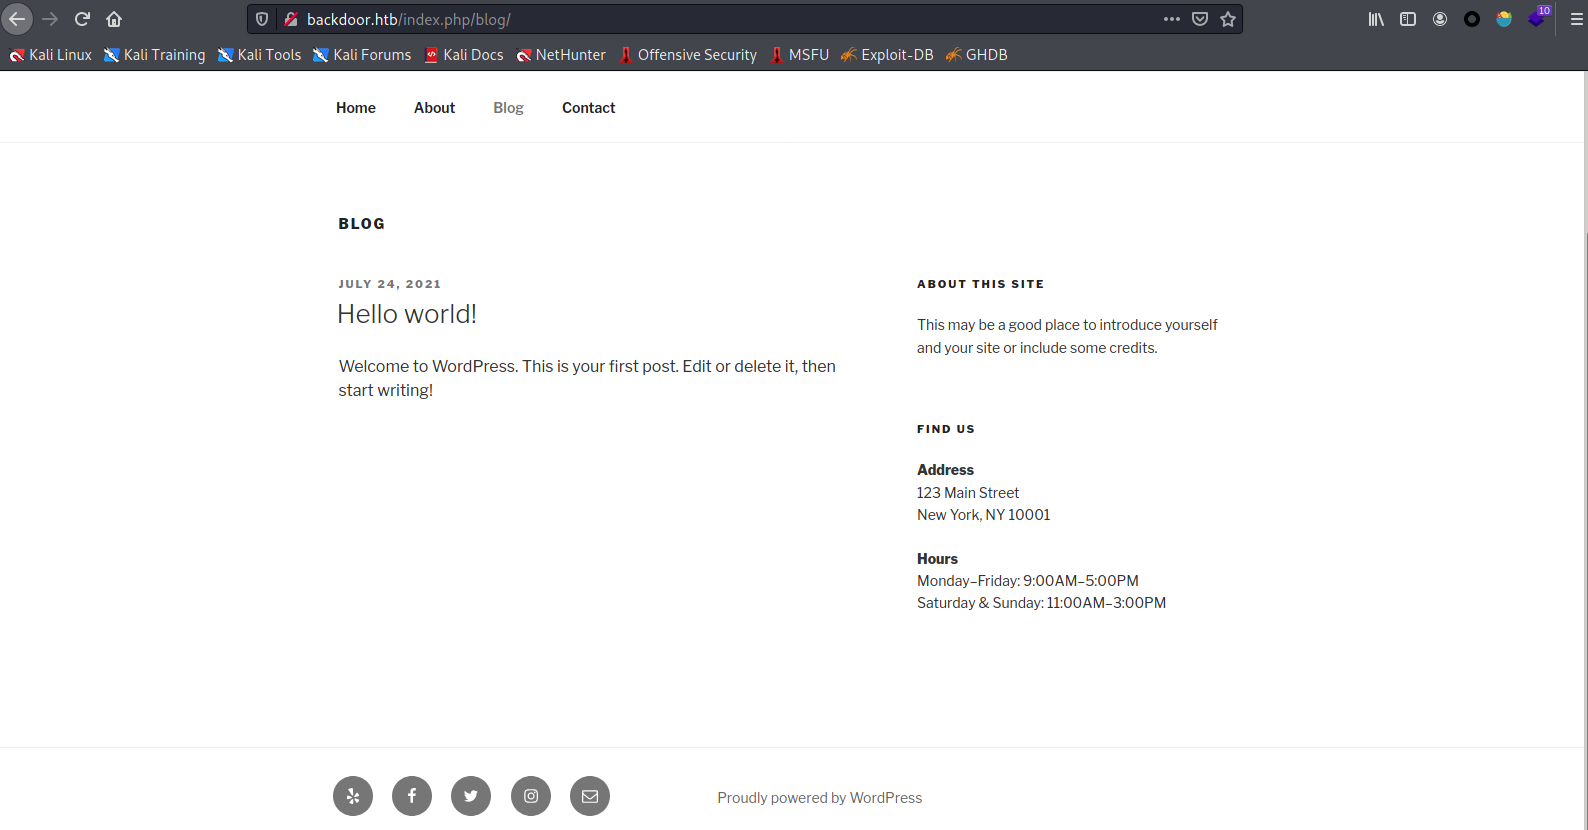 backdoor.htb/index.php/blog/
10
Kali Linux Kali Training Kali Tools Kali Forums Kali Docs NetHunter Offensive Security MSFU Exploit-DB GHDB
Home About Blog Contact
BLOG
JULY 24, 2021
Hello world!
Welcome to WordPress. This is your first post. Edit or delete it, then
start writing!
ABOUT THIS SITE
This may be a good place to introduce yourself
and your site or include some credits.
FIND US
Address
123 Main Street
New York, NY 10001
Hours
Monday–Friday: 9:00AM–5:00PM
Saturday & Sunday: 11:00AM–3:00PM
Proudly powered by WordPress